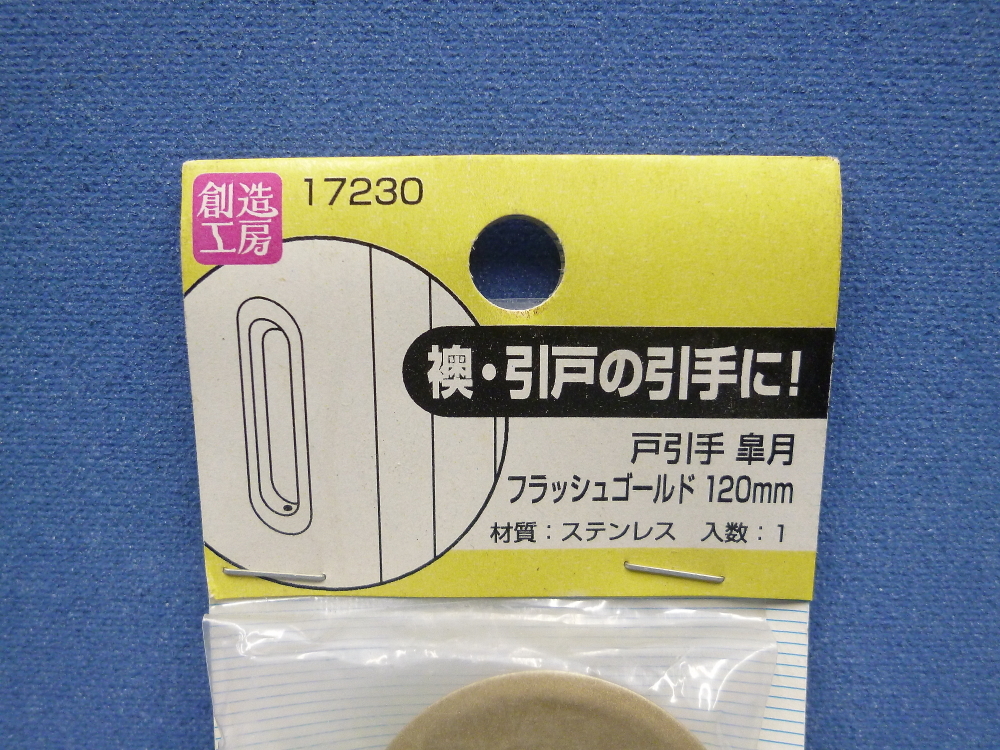 創造
工房
17230
襖・引戸の引手に!
戸引手 皐月
フラッシュゴールド 120mm
材質：ステンレス 入数：1